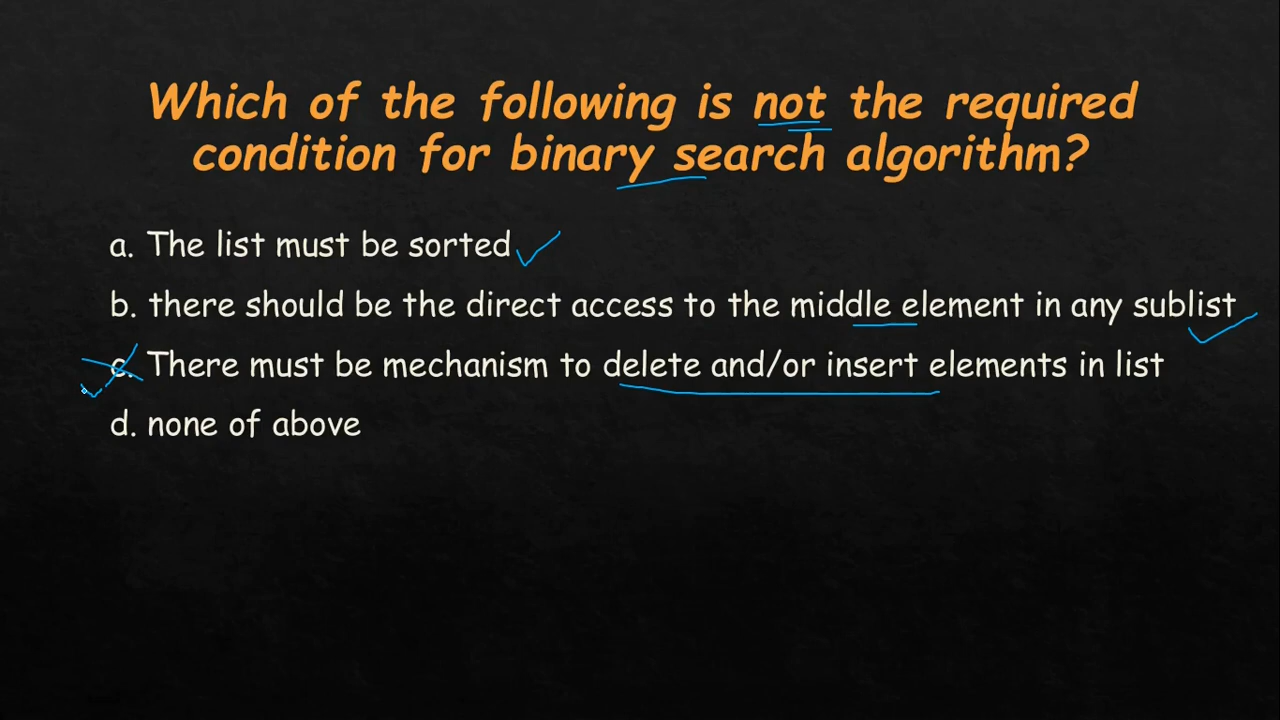 Which of the following is not the required
condition for binary search algorithm?
a. The list must be sorted
b. there should be the direct access to the middle element in any sublist
c. There must be mechanism to delete and/or insert elements in list
d. none of above